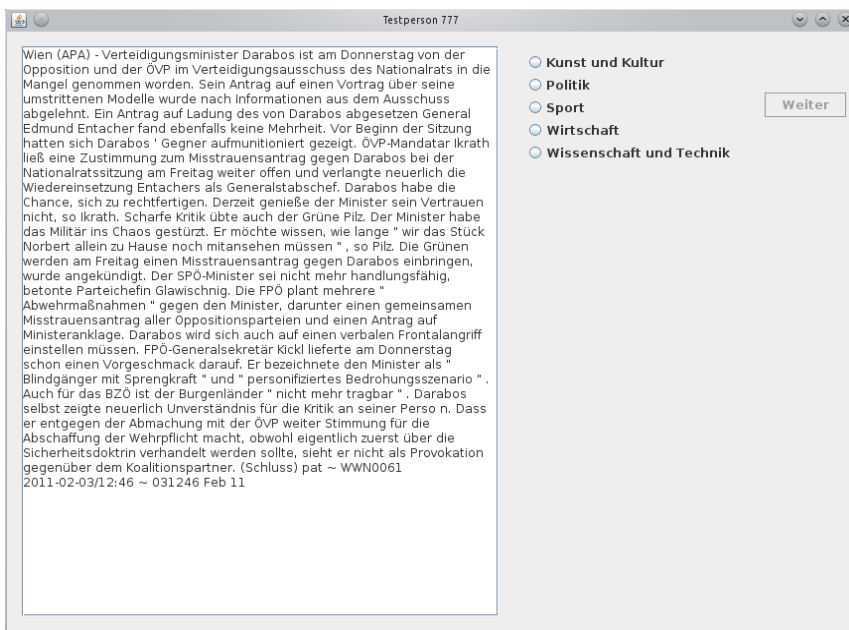 Testperson 777
Wien (APA) - Verteidigungsminister Darabos ist am Donnerstag von der
Opposition und der ÖVP im Verteidigungsausschuss des Nationalrats in die
Mangel genommen worden. Sein Antrag auf einen Vortrag über seine
umstrittenen Modelle wurde nach Informationen aus dem Ausschuss
abgelehnt. Ein Antrag auf Ladung des von Darabos abgesetzen General
Edmund Entacher fand ebenfalls keine Mehrheit. Vor Beginn der Sitzung
hatten sich Darabos ' Gegner aufmunitioniert gezeigt. ÖVP-Mandatar Ikrath
ließ eine Zustimmung zum Misstrauensantrag gegen Darabos bei der
Nationalratssitzung am Freitag weiter offen und verlangte neuerlich die
Wiedereinsetzung Entachers als Generalstabschef. Darabos habe die
Chance, sich zu rechtfertigen. Derzeit genieße der Minister sein Vertrauen
nicht, so Ikrath. Scharfe Kritik übte auch der Grüne Pilz. Der Minister habe
das Militär ins Chaos gestürzt. Er möchte wissen, wie lange " wir das Stück
Norbert allein zu Hause noch mitansehen müssen " , so Pilz. Die Grünen
werden am Freitag einen Misstrauensantrag gegen Darabos einbringen,
wurde angekündigt. Der SPÖ-Minister sei nicht mehr handlungsfähig,
betonte Parteichefin Glawischnig. Die FPÖ plant mehrere "
Abwehrmaßnahmen " gegen den Minister, darunter einen gemeinsamen
Misstrauensantrag aller Oppositionsparteien und einen Antrag auf
Ministeranklage. Darabos wird sich auch auf einen verbalen Frontalangriff
einstellen müssen. FPÖ-Generalsekretär Kickl lieferte am Donnerstag
schon einen Vorgeschmack darauf. Er bezeichnete den Minister als "
Blindgänger mit Sprengkraft " und " personifiziertes Bedrohungsszenario " .
Auch für das BZÖ ist der Burgenländer " nicht mehr tragbar " . Darabos
selbst zeigte neuerlich Unverständnis für die Kritik an seiner Perso n. Dass
er entgegen der Abmachung mit der ÖVP weiter Stimmung für die
Abschaffung der Wehrpflicht macht, obwohl eigentlich zuerst über die
Sicherheitsdoktrin verhandelt werden sollte, sieht er nicht als Provokation
gegenüber dem Koalitionspartner. (Schluss) pat ~ WWN0061
2011-02-03/12:46 ~ 031246 Feb 11
Kunst und Kultur
Politik
Sport
Wirtschaft
Wissenschaft und Technik
Weiter